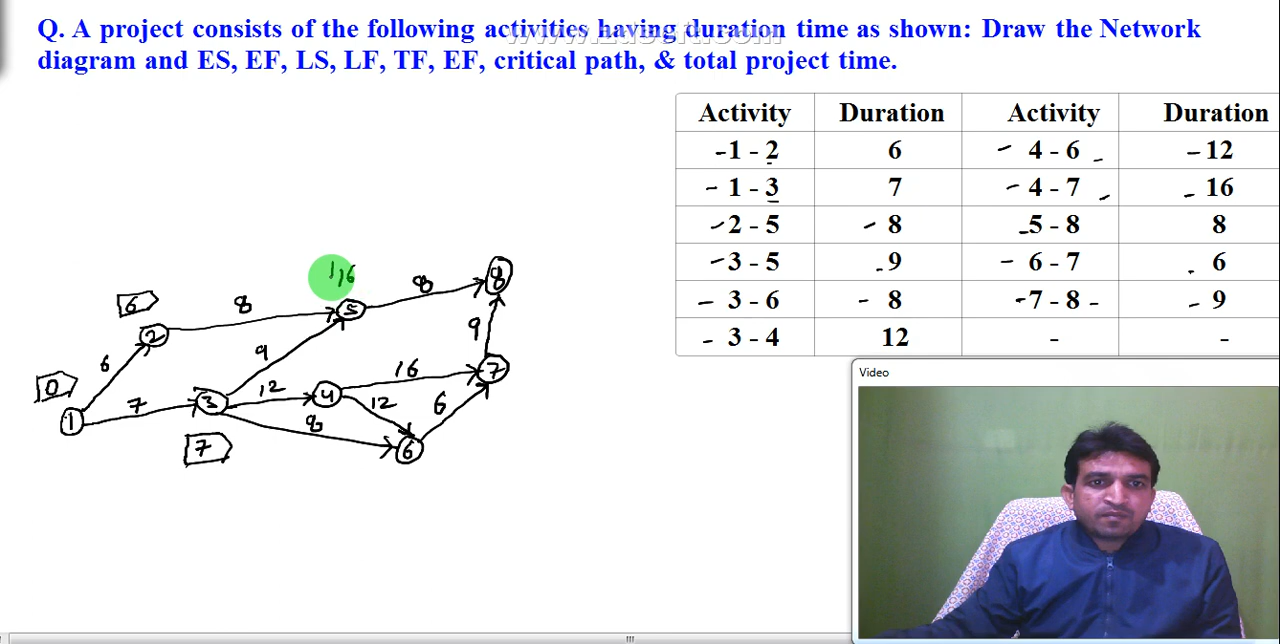 Q. A project consists of the following activities having duration time as shown: Draw the Network
diagram and ES, EF, LS, LF, TF, EF, critical path, & total project time.
Activity Duration Activity Duration
-1 - 2 6 - 4 - 6 - - 12
- 1 - 3 7 - 4 - 7 - - 16
-2 - 5 - 8 -5 - 8 8
-3 - 5 - 9 - 6 - 7 - 6
- 3 - 6 - 8 -7 - 8 - - 9
- 3 - 4 12 - -
Video
16
8
8
6
8
5
2
9
6
9
16
7
0
12
4
12
7
3
6
1
8
7
6